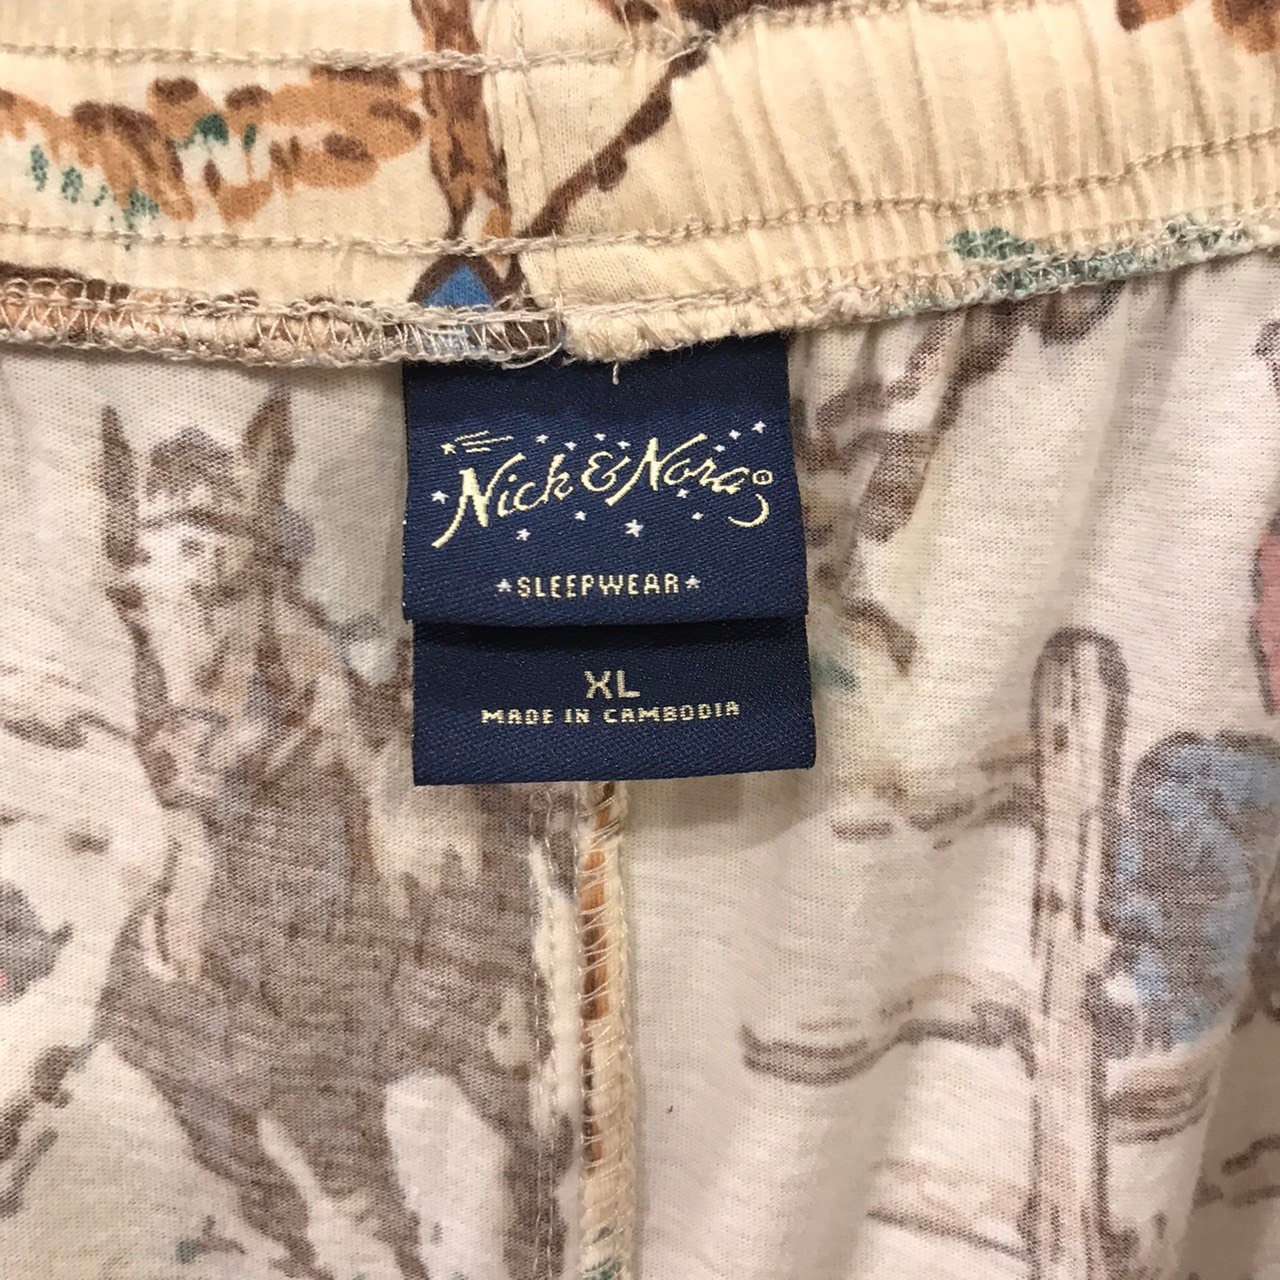 Nick & Nora®
*SLEEPWEAR*
XL
MADE IN CAMBODIA